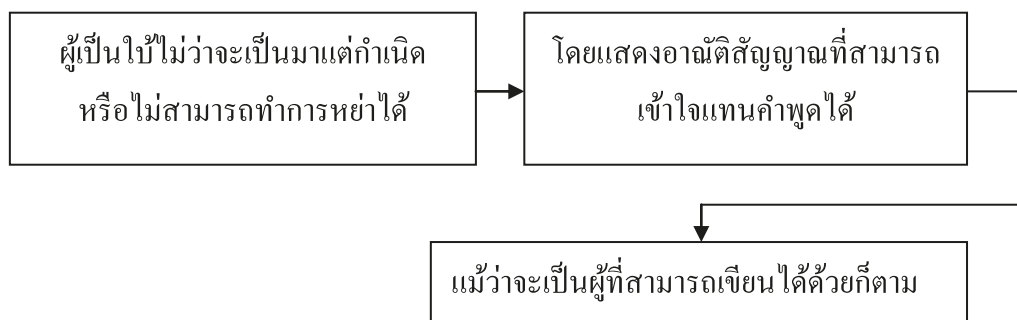 ผู้เป็นใบ้ไม่ว่าจะเป็นมาแต่กำเนิด
หรือไม่สามารถทำการหย่าได้
โดยแสดงอาณัติสัญญาณที่สามารถ
เข้าใจแทนคำพูดได้
แม้ว่าจะเป็นผู้ที่สามารถเขียนได้ด้วยก็ตาม